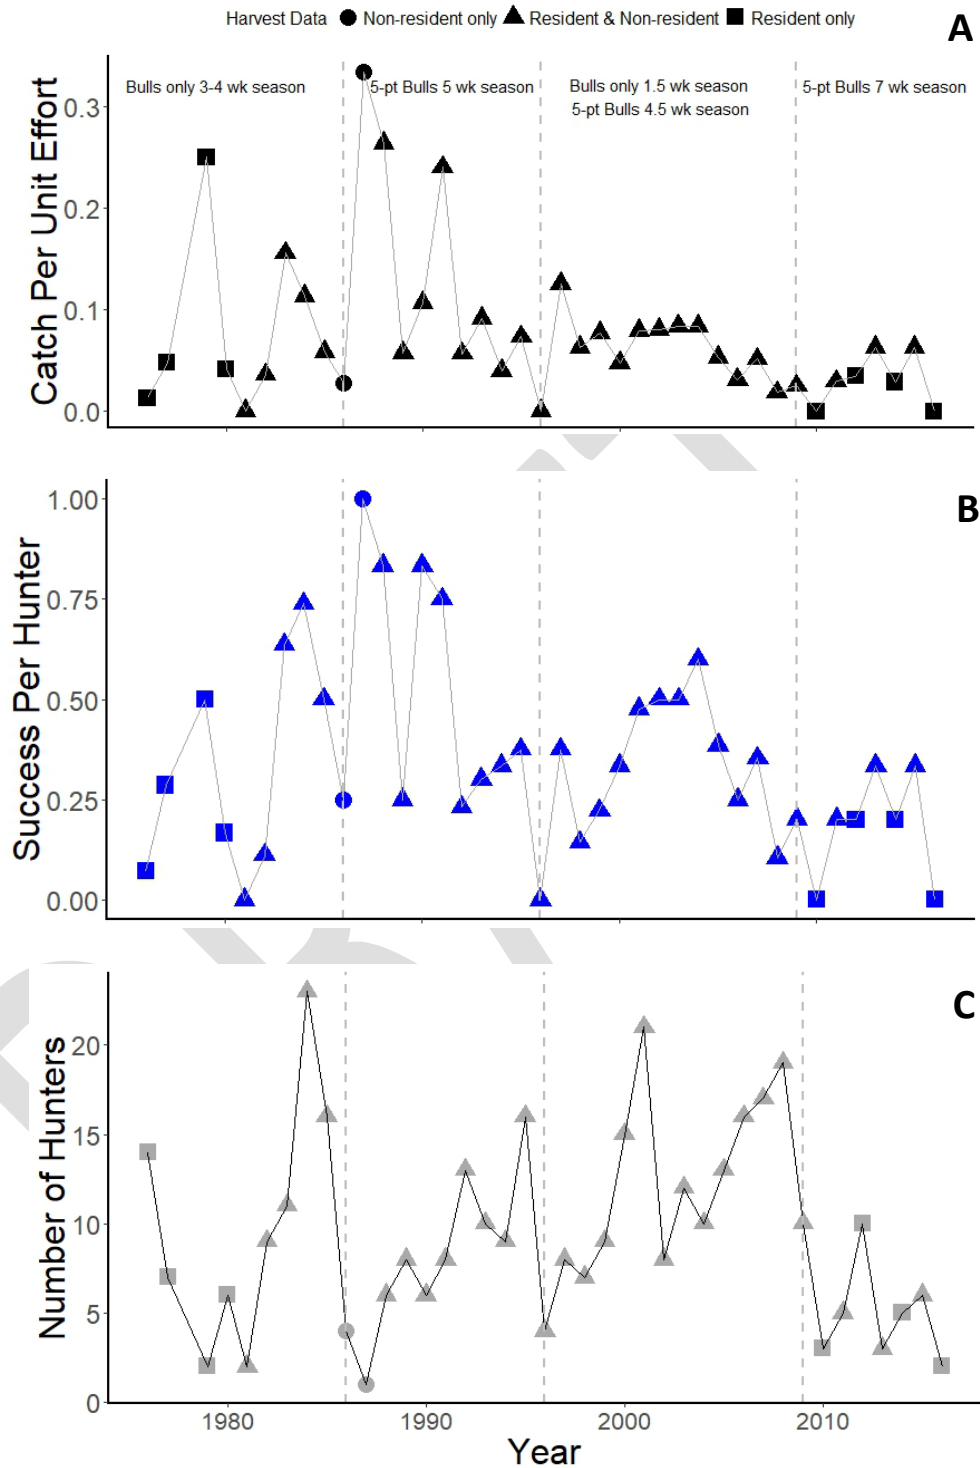 Harvest Data Non-resident only Resident & Non-resident Resident only
A
Bulls only 3-4 wk season
5-pt Bulls 5 wk season
Bulls only 1.5 wk season
5-pt Bulls 4.5 wk season
5-pt Bulls 7 wk season
Catch Per Unit Effort
0.3
0.2
0.1
0.0
B
Success Per Hunter
1.00
0.75
0.50
0.25
0.00
C
Number of Hunters
20
15
10
5
0
1980 1990 2000 2010
Year